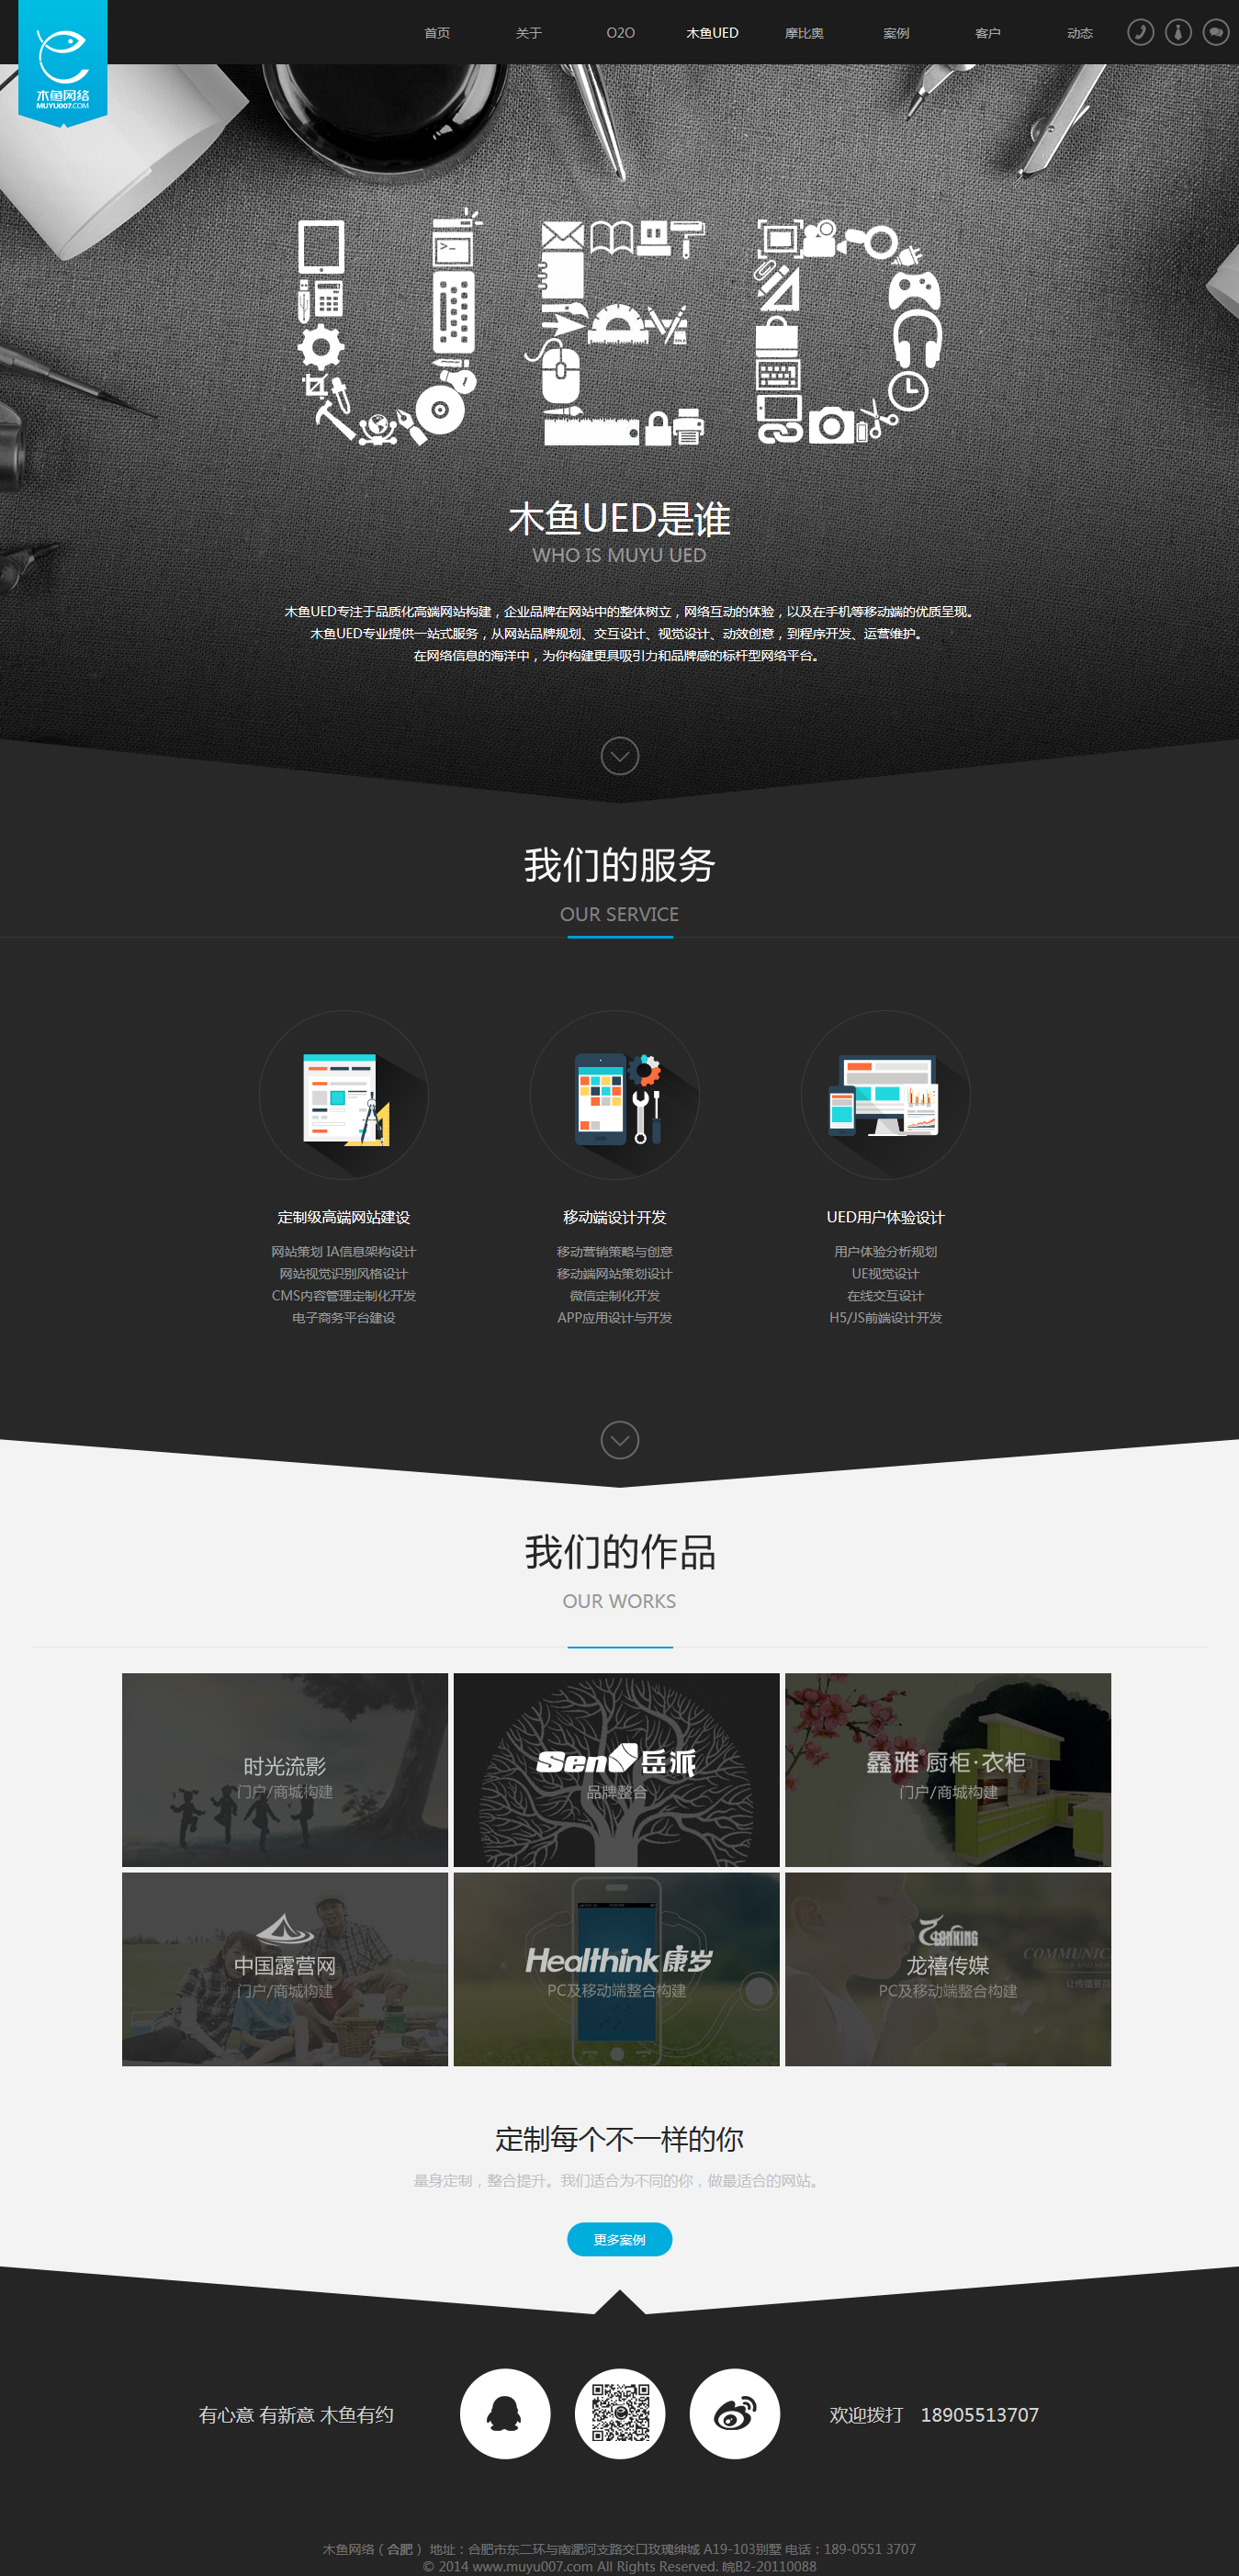 木鱼网络
MUYU007.COM
首页 关于 O2O 木鱼UED 摩比奥 案例 客户 动态
木鱼UED是谁
WHO IS MUYU UED
木鱼UED专注于品质化高端网站构建，企业品牌在网站中的整体树立，网络互动的体验，以及在手机等移动端的优质呈现。
木鱼UED专业提供一站式服务，从网站品牌规划、交互设计、视觉设计、动效创意，到程序开发、运营维护。
在网络信息的海洋中，为你构建更具吸引力和品牌感的标杆型网络平台。
我们的服务
OUR SERVICE
定制级高端网站建设
网站策划 IA信息架构设计
网站视觉识别风格设计
CMS内容管理定制化开发
电子商务平台建设
移动端设计开发
移动营销策略与创意
移动端网站策划设计
微信定制化开发
APP应用设计与开发
UED用户体验设计
用户体验分析规划
UE视觉设计
在线交互设计
H5/JS前端设计开发
我们的作品
OUR WORKS
时光流影
门户/商城构建
Sen 岳派
品牌整合
鑫雅®厨柜·衣柜
门户/商城构建
中国露营网
门户/商城构建
Healthink 康岁
PC及移动端整合构建
LONKING
龙禧传媒
PC及移动端整合构建
COMMUNIC
定制每个不一样的你
量身定制，整合提升。我们适合为不同的你，做最适合的网站。
更多案例
有心意 有新意 木鱼有约
欢迎拨打 18905513707
木鱼网络（合肥） 地址：合肥市东二环与南淝河支路交口玫瑰绅城 A19-103别墅 电话：189-0551 3707
© 2014 www.muyu007.com All Rights Reserved. 皖B2-20110088